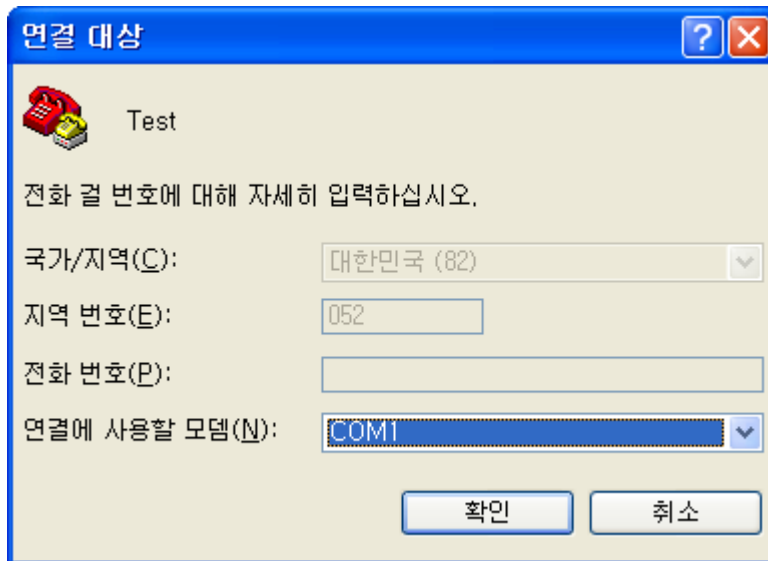 연결 대상
Test
전화 걸 번호에 대해 자세히 입력하십시오.
국가/지역(C): 대한민국 (82)
지역 번호(E): 052
전화 번호(P):
연결에 사용할 모뎀(N): COM1
확인 취소